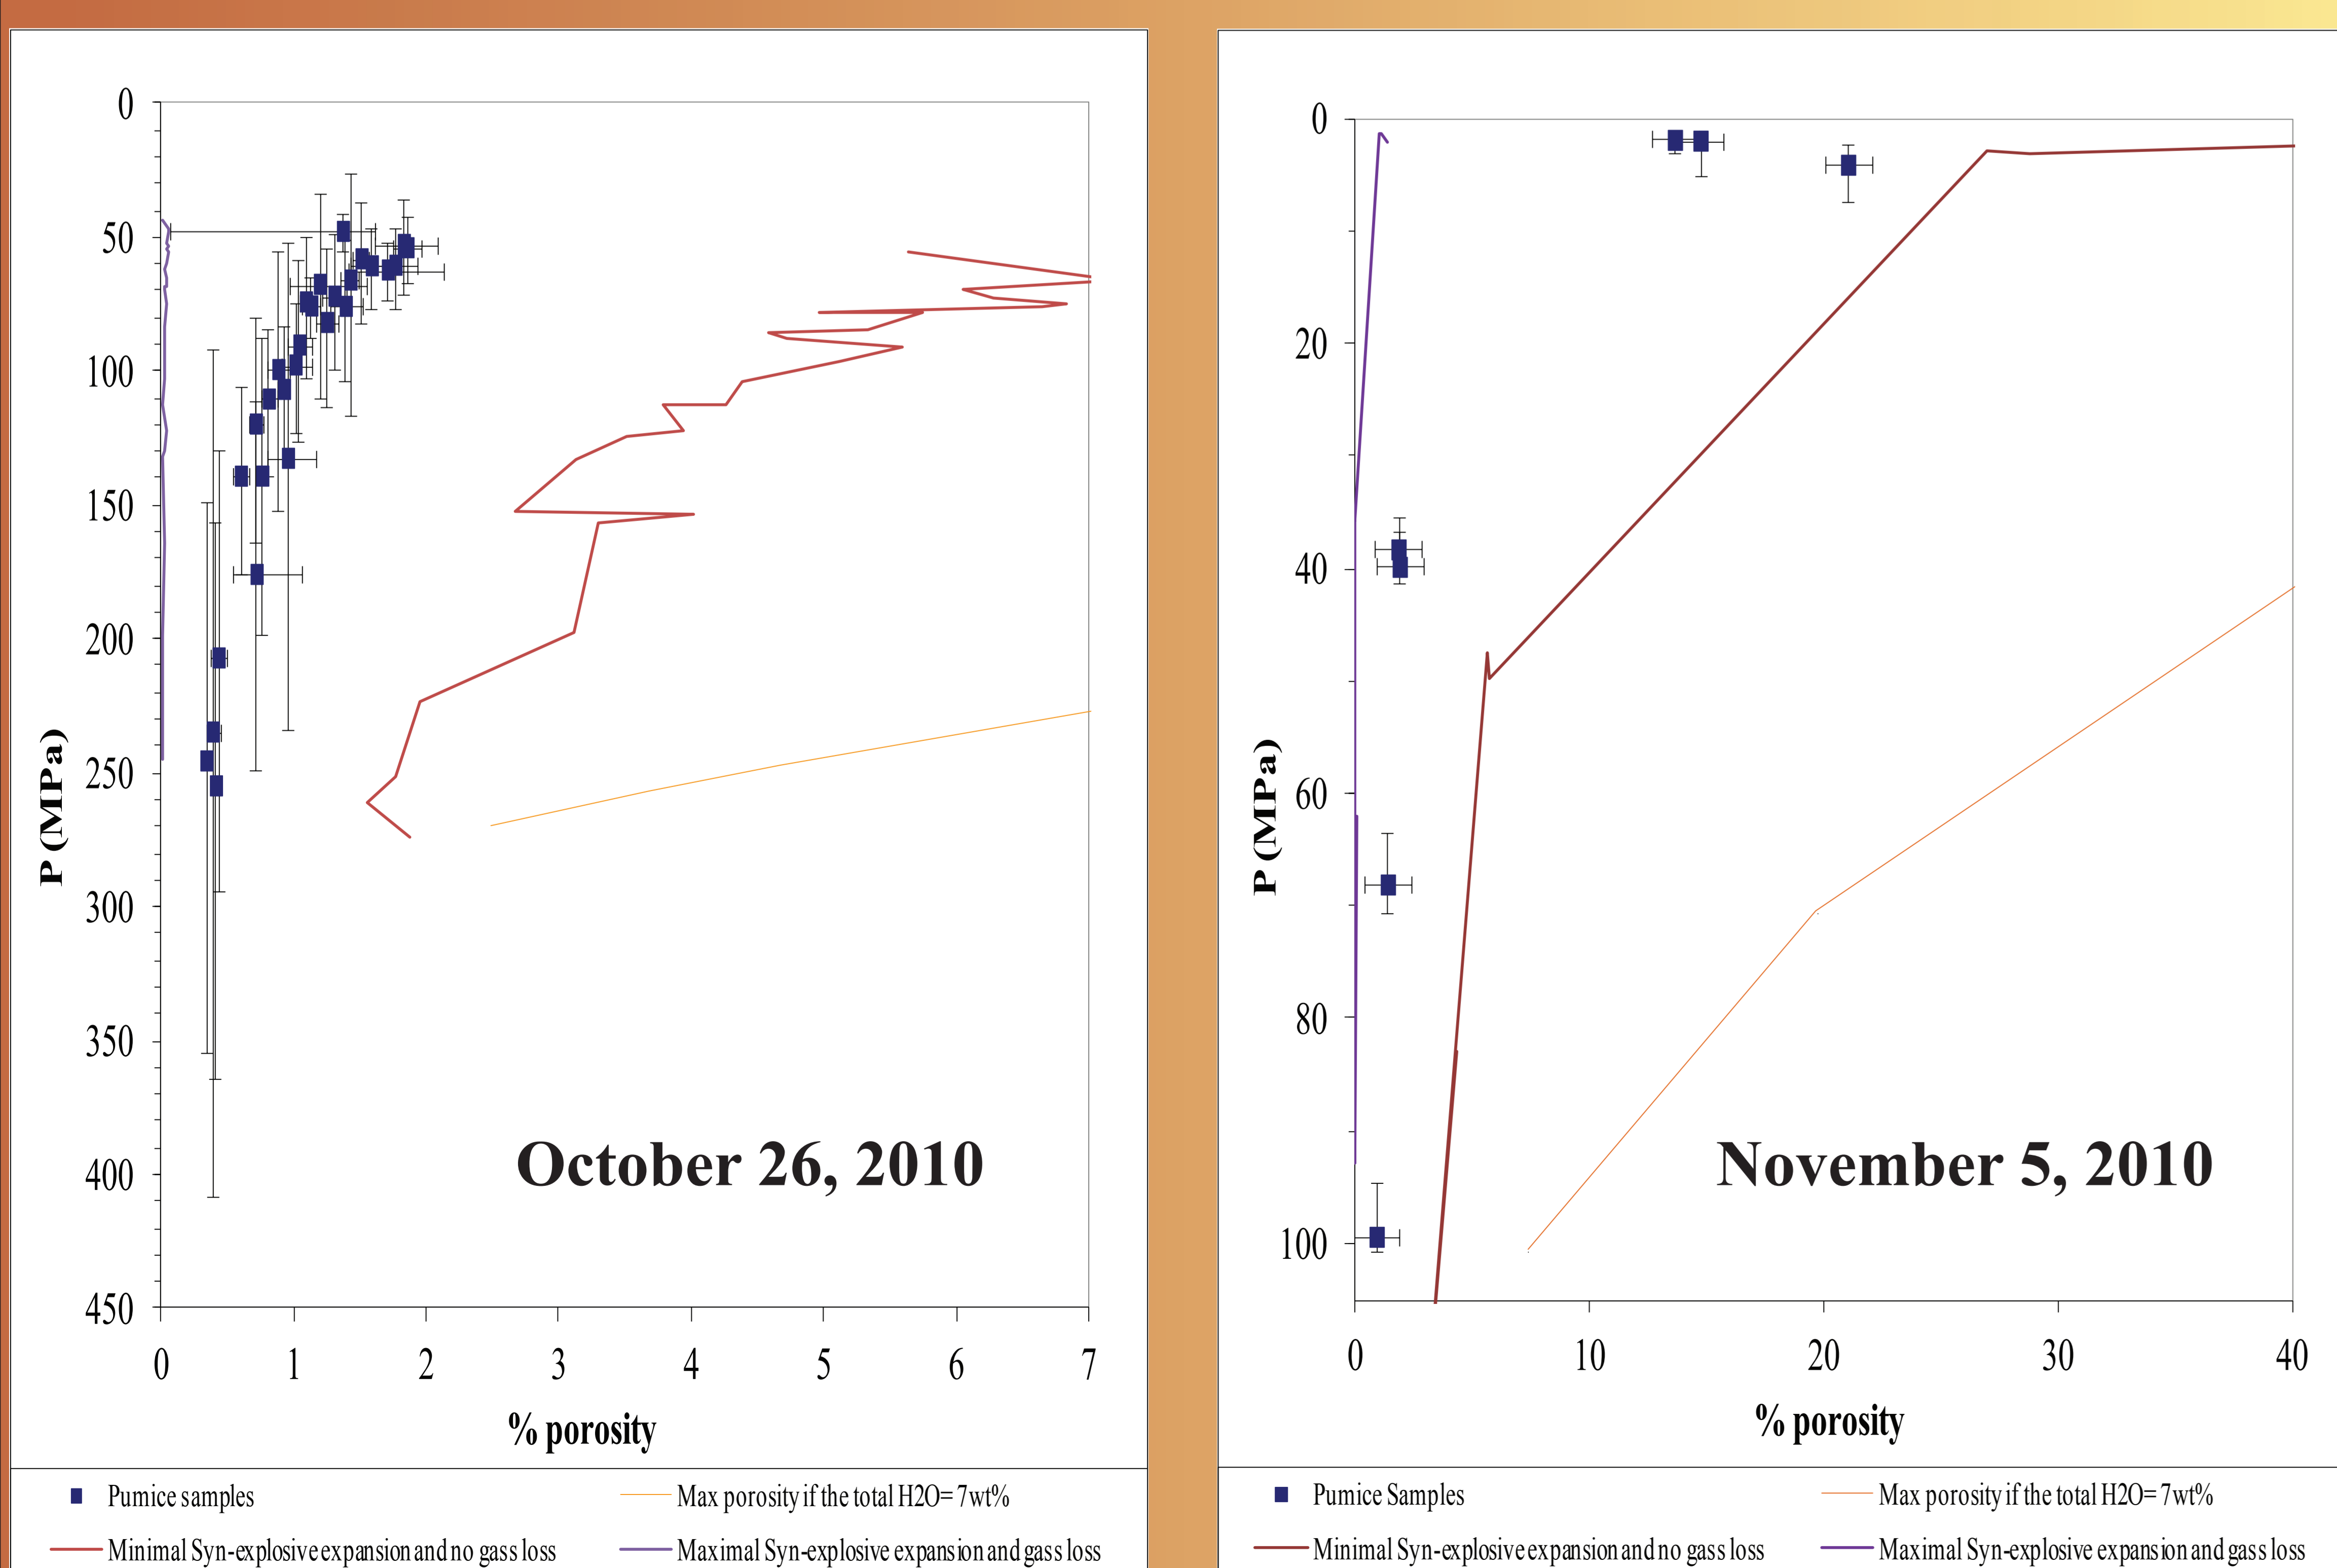 0
50
100
150
200
250
300
350
400
450
P (MPa)
October 26, 2010
0 1 2 3 4 5 6 7
% porosity
Pumice samples
Max porosity if the total H2O= 7wt%
Minimal Syn-explosive expansion and no gass loss
Maximal Syn-explosive expansion and gass loss
0
20
40
60
80
100
P (MPa)
November 5, 2010
0 10 20 30 40
% porosity
Pumice Samples
Max porosity if the total H2O= 7wt%
Minimal Syn-explosive expansion and no gass loss
Maximal Syn-explosive expansion and gass loss